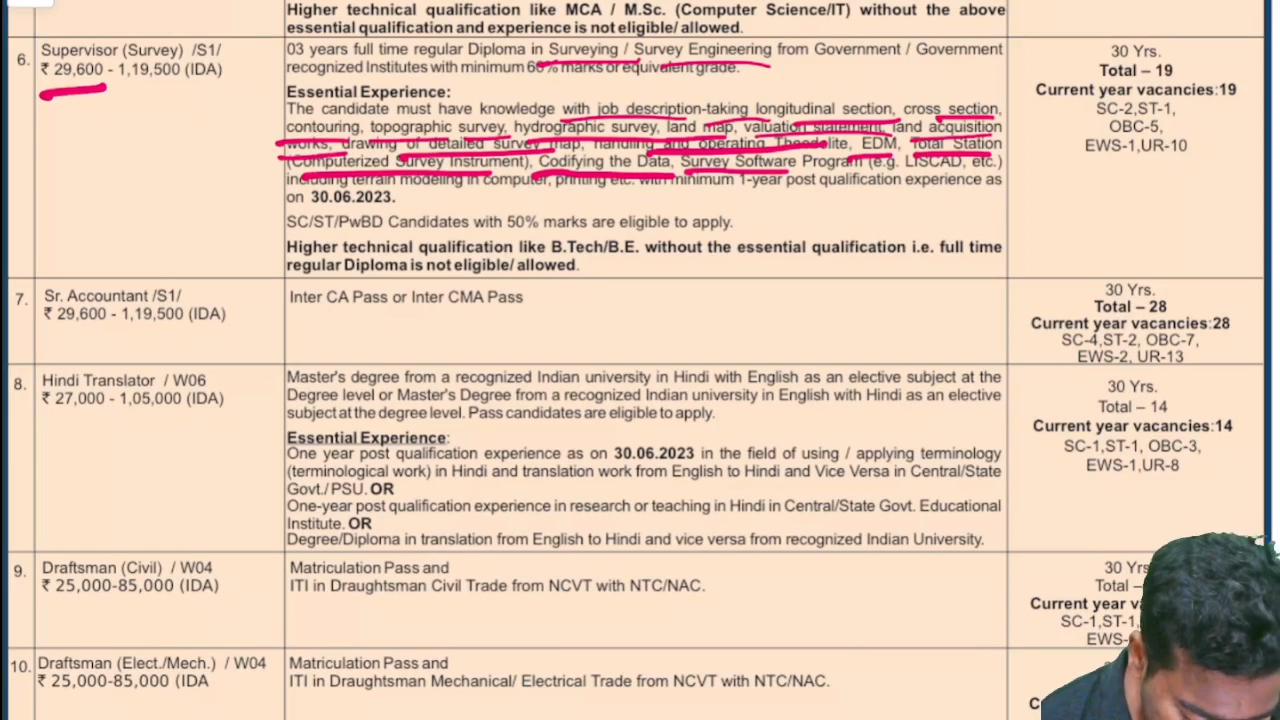 Higher technical qualification like MCA / M.Sc. (Computer Science/IT) without the above
essential qualification and experience is not eligible/ allowed.
6.
Supervisor (Survey) /S1/
₹ 29,600 - 1,19,500 (IDA)
03 years full time regular Diploma in Surveying / Survey Engineering from Government / Government
recognized Institutes with minimum 60% marks or equivalent grade.
Essential Experience:
The candidate must have knowledge with job description-taking longitudinal section, cross section,
contouring, topographic survey, hydrographic survey, land map, valuation statement, land acquisition
works, drawing of detailed survey map, handling and operating Theodolite, EDM, Total Station
(Computerized Survey Instrument), Codifying the Data, Survey Software Program (e.g. LISCAD, etc.)
including terrain modeling in computer, printing etc. with minimum 1-year post qualification experience as
on 30.06.2023.
SC/ST/PwBD Candidates with 50% marks are eligible to apply.
Higher technical qualification like B.Tech/B.E. without the essential qualification i.e. full time
regular Diploma is not eligible/ allowed.
30 Yrs.
Total – 19
Current year vacancies:19
SC-2,ST-1,
OBC-5,
EWS-1,UR-10
7.
Sr. Accountant /S1/
₹ 29,600 - 1,19,500 (IDA)
Inter CA Pass or Inter CMA Pass
30 Yrs.
Total – 28
Current year vacancies:28
SC-4,ST-2, OBC-7,
EWS-2, UR-13
8.
Hindi Translator / W06
₹ 27,000 - 1,05,000 (IDA)
Master's degree from a recognized Indian university in Hindi with English as an elective subject at the
Degree level or Master's Degree from a recognized Indian university in English with Hindi as an elective
subject at the degree level. Pass candidates are eligible to apply.
Essential Experience:
One year post qualification experience as on 30.06.2023 in the field of using / applying terminology
(terminological work) in Hindi and translation work from English to Hindi and Vice Versa in Central/State
Govt./ PSU. OR
One-year post qualification experience in research or teaching in Hindi in Central/State Govt. Educational
Institute. OR
Degree/Diploma in translation from English to Hindi and vice versa from recognized Indian University.
30 Yrs.
Total – 14
Current year vacancies:14
SC-1,ST-1, OBC-3,
EWS-1,UR-8
9.
Draftsman (Civil) / W04
₹ 25,000-85,000 (IDA)
Matriculation Pass and
ITI in Draughtsman Civil Trade from NCVT with NTC/NAC.
30 Yrs
Total –
Current year
SC-1,ST-1,
EWS-
10.
Draftsman (Elect./Mech.) / W04
₹ 25,000-85,000 (IDA
Matriculation Pass and
ITI in Draughtsman Mechanical/ Electrical Trade from NCVT with NTC/NAC.